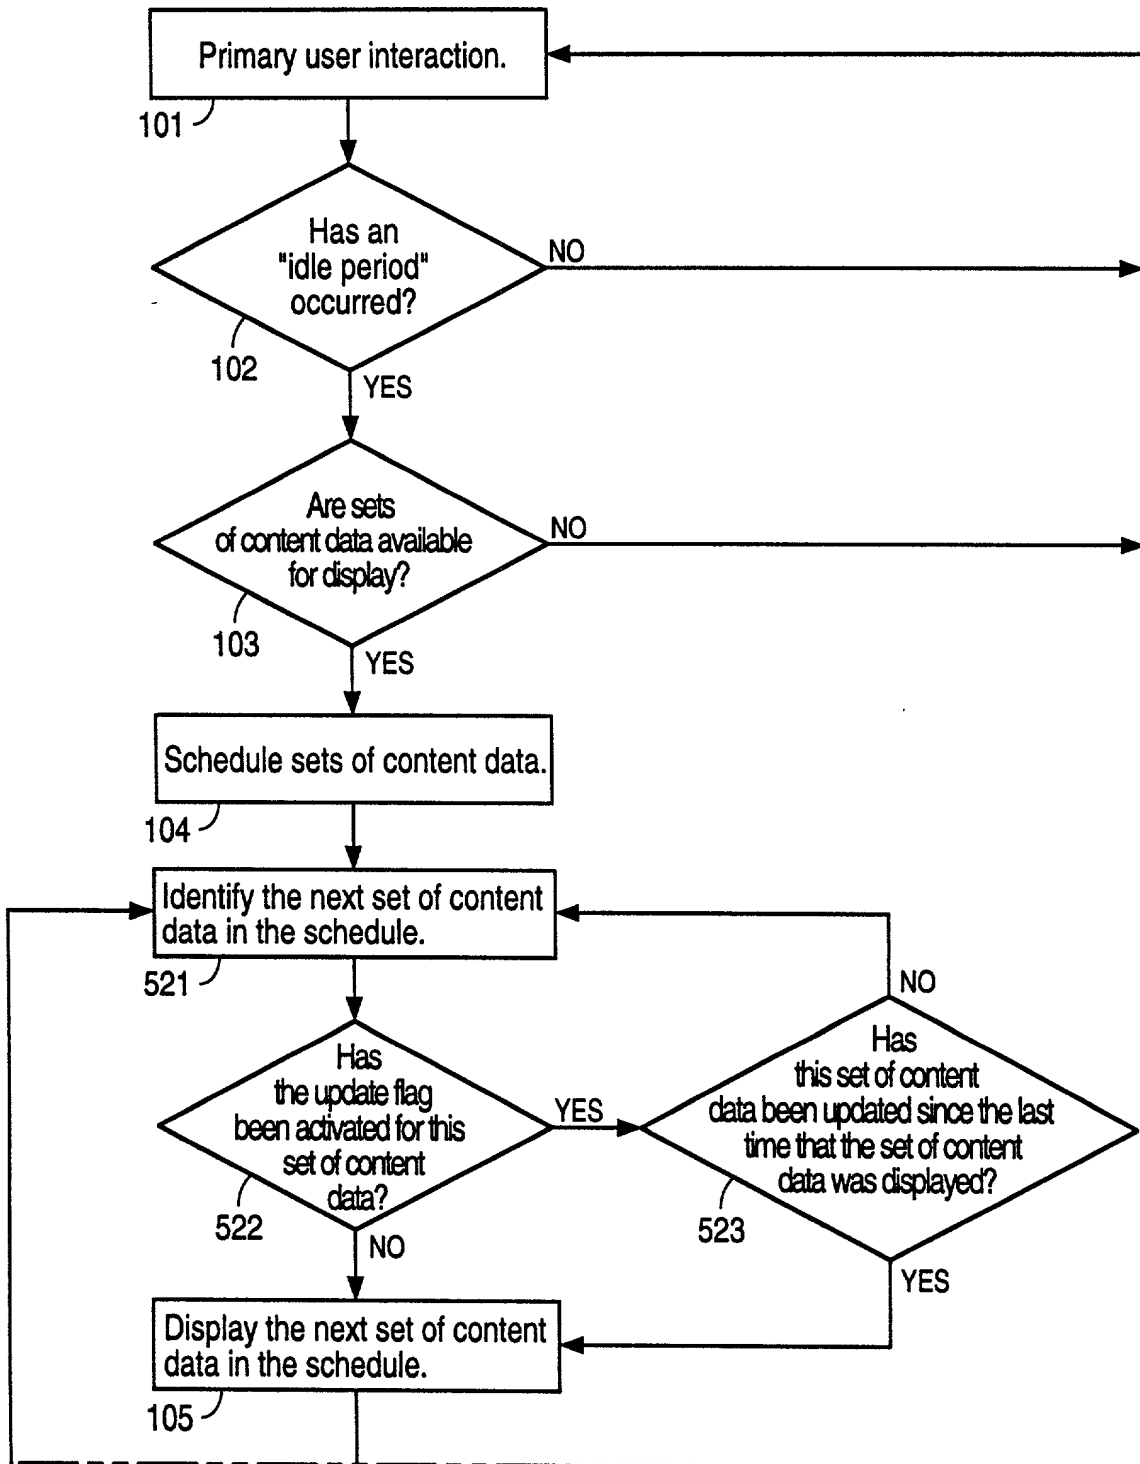 Primary user interaction.
101
Has an
"idle period"
occurred?
NO
102
YES
Are sets
of content data available
for display?
NO
103
YES
Schedule sets of content data.
104
Identify the next set of content
data in the schedule.
521
NO
Has
the update flag
been activated for this
set of content
data?
YES
522
NO
Has
this set of content
data been updated since the last
time that the set of content
data was displayed?
523
YES
Display the next set of content
data in the schedule.
105